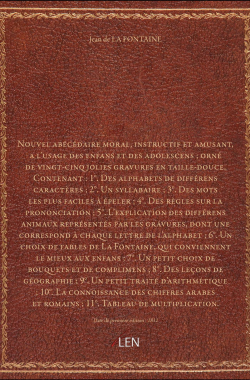 Jean de LA FONTAINE
Nouvel abécédaire moral, instructif et amusant,
a l'usage des enfans et des adolescens ; orné
de vingt-cinq jolies gravures en taille-douce.
Contenant : 1°. Des alphabets de différens
caractères ; 2°. Un syllabaire ; 3°. Des mots
les plus faciles à épeler ; 4°. Des règles sur la
prononciation ; 5°. L'explication des différens
animaux représentés par les gravures, dont une
correspond à chaque lettre de l'alphabet ; 6°. Un
choix de fables de La Fontaine, qui conviennent
le mieux aux enfans ; 7°. Un petit choix de
bouquets et de complimens ; 8°. Des leçons de
géographie ; 9°. Un petit traité d'arithmétique
; 10°. La connoissance des chiffres arabes
et romains ; 11°. Tableau de multiplication.
Date de première édition : 1812
LEN